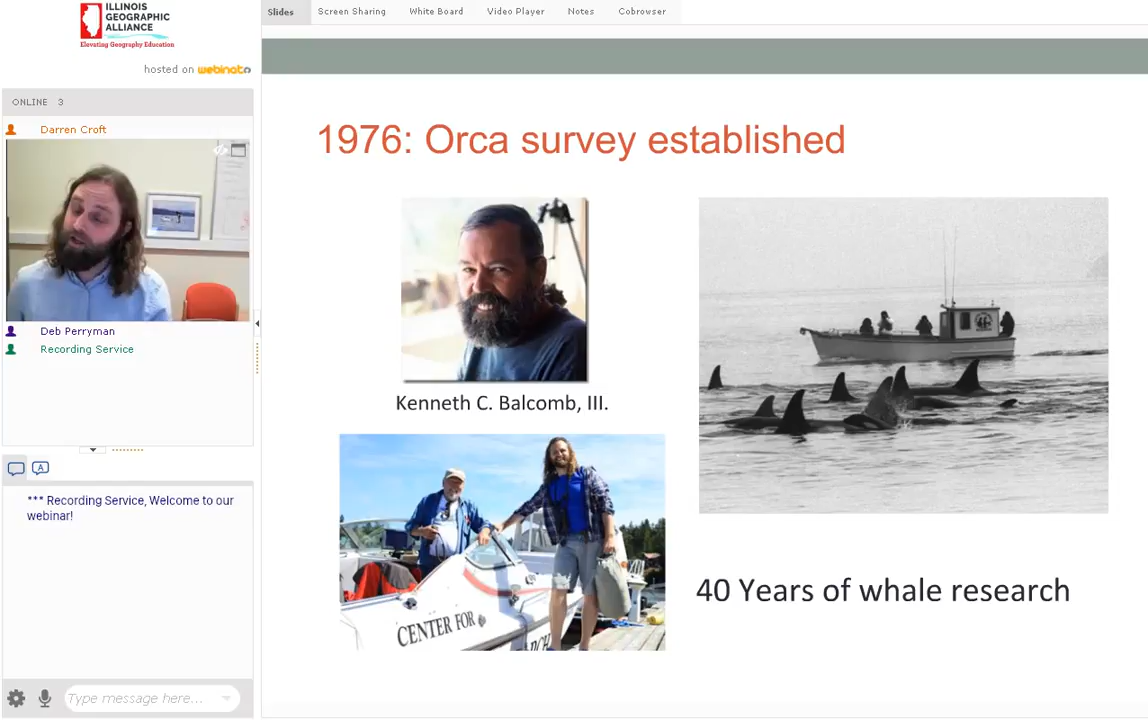 ILLINOIS
GEOGRAPHIC
ALLIANCE
Elevating Geography Education
hosted on webinato
Slides Screen Sharing White Board Video Player Notes Cobrowser
ONLINE 3
Darren Croft
Deb Perryman
Recording Service
*** Recording Service, Welcome to our
webinar!
A
Type message here...
1976: Orca survey established
Kenneth C. Balcomb, III.
CENTER FOR
40 Years of whale research